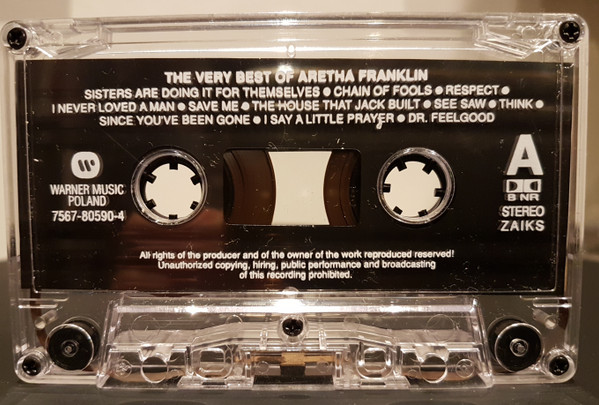 THE VERY BEST OF ARETHA FRANKLIN
SISTERS ARE DOING IT FOR THEMSELVES ● CHAIN OF FOOLS ● RESPECT ●
I NEVER LOVED A MAN ● SAVE ME ● THE HOUSE THAT JACK BUILT ● SEE SAW ● THINK ●
SINCE YOU'VE BEEN GONE ● I SAY A LITTLE PRAYER ● DR. FEELGOOD
A
WARNER MUSIC
POLAND
7567-80590-4
B NR
STEREO
ZAIKS
All rights of the producer and of the owner of the work reproduced reserved!
Unauthorized copying, hiring, public performance and broadcasting
of this recording prohibited.